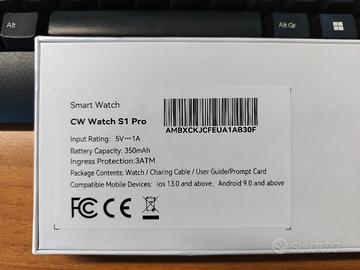 Alt
Alt Gr
Smart Watch
CW Watch S1 Pro
Input Rating: 5V⎓1A
Battery Capacity: 350mAh
Ingress Protection:3ATM
Package Contents: Watch / Charing Cable / User Guide/Prompt Card
Compatible Mobile Devices: ios 13.0 and above, Android 9.0 and above
AMBXCKJCFEUA1AB30F
FC CE
subito